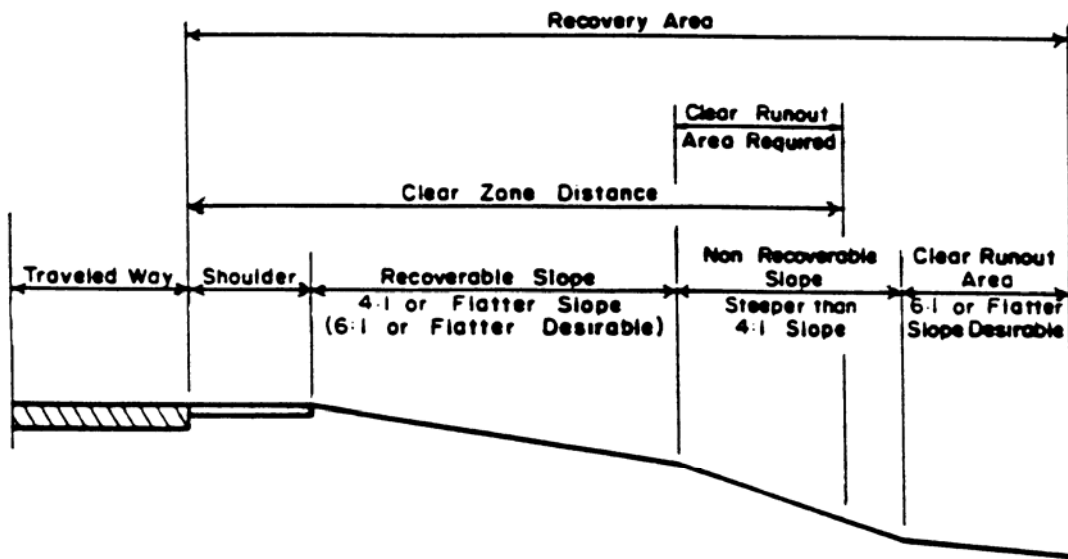 Recovery Area
Clear Runout
Area Required
Clear Zone Distance
Traveled Way
Shoulder
Recoverable Slope
4:1 or Flatter Slope
(6:1 or Flatter Desirable)
Non Recoverable
Slope
Steeper than
4:1 Slope
Clear Runout
Area
6:1 or Flatter
Slope Desirable